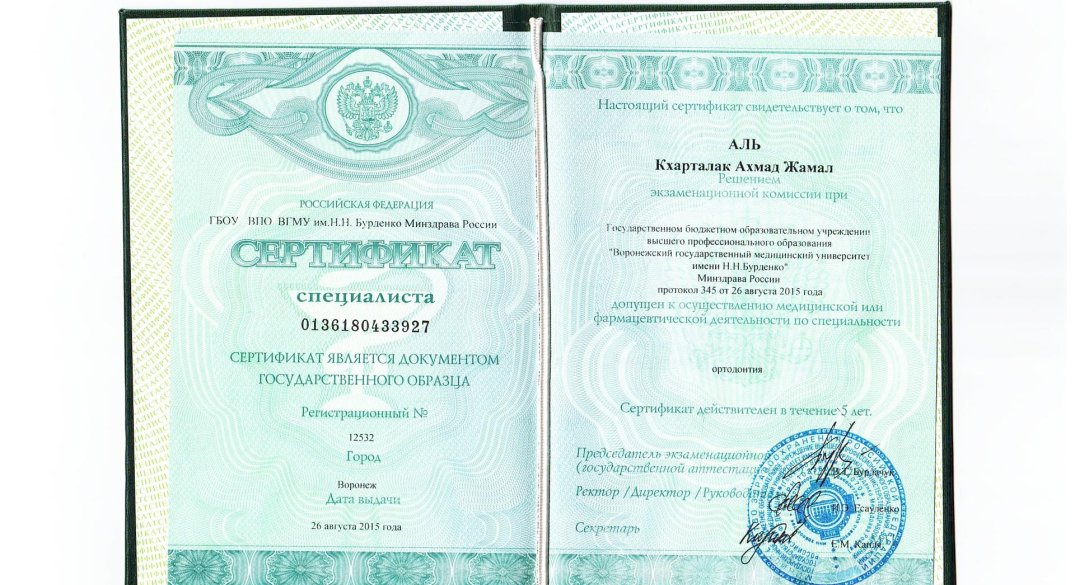 РОССИЙСКАЯ ФЕДЕРАЦИЯ
ГБОУ ВПО ВГМУ им.Н.Н. Бурденко Минздрава России
СЕРТИФИКАТ
специалиста
0136180433927
СЕРТИФИКАТ ЯВЛЯЕТСЯ ДОКУМЕНТОМ
ГОСУДАРСТВЕННОГО ОБРАЗЦА
Регистрационный №
12532
Город
Воронеж
Дата выдачи
26 августа 2015 года
Настоящий сертификат свидетельствует о том, что
АЛЬ
Кхарталак Ахмад Жамал
Решением
экзаменационной комиссии при
Государственном бюджетном образовательном учреждении
высшего профессионального образования
"Воронежский государственный медицинский университет
имени Н.Н.Бурденко"
Минздрава России
протокол 345 от 26 августа 2015 года
допущен к осуществлению медицинской или
фармацевтической деятельности по специальности
ортодонтия
Сертификат действителен в течение 5 лет.
Председатель экзаменационной
(государственной
Ректор /Директор /
И.Э. Есауленко
Секретарь